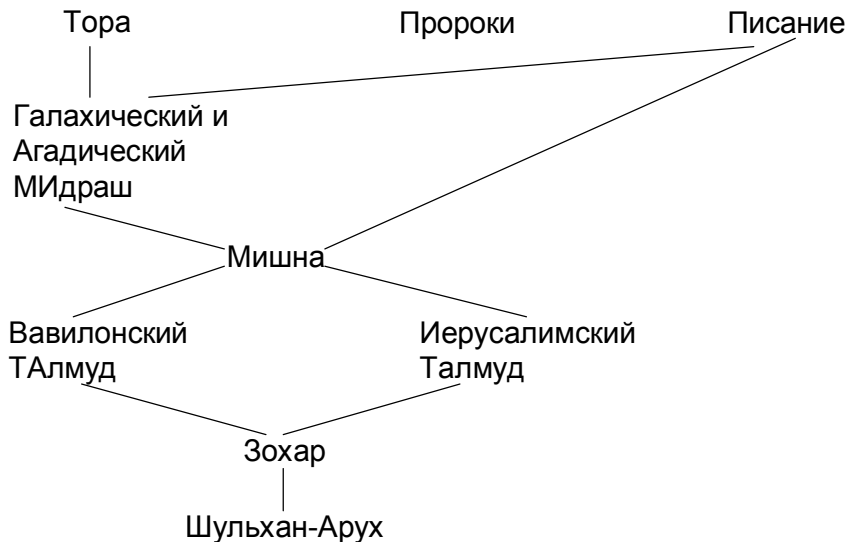 Тора
Пророки
Писание
Галахический и
Агадический
МИдраш
Мишна
Вавилонский
ТАлмуд
Иерусалимский
Талмуд
Зохар
Шульхан-Арух